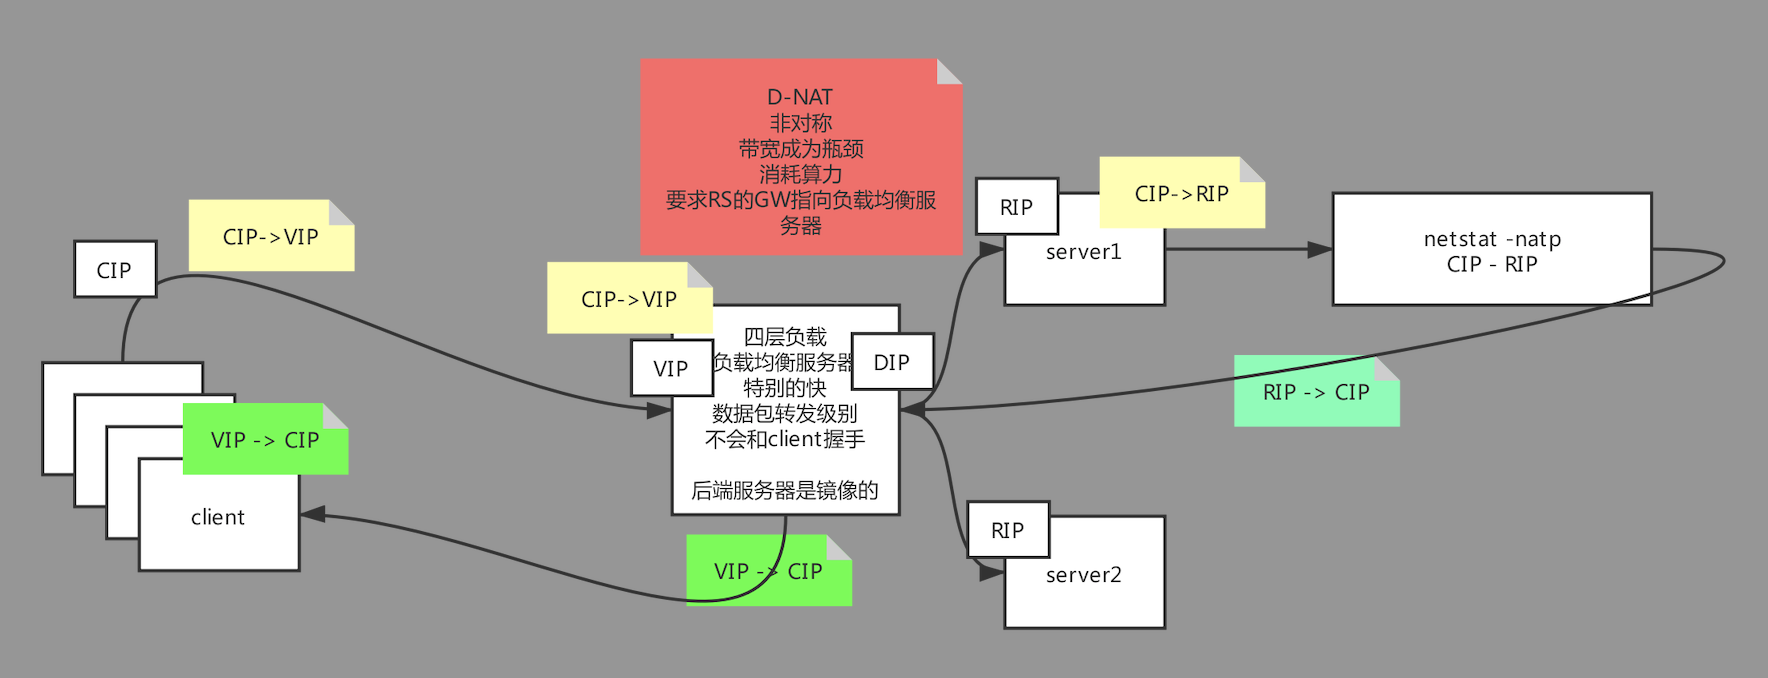 D-NAT
非对称
带宽成为瓶颈
消耗算力
要求RS的GW指向负载均衡服
务器
CIP->VIP
CIP
CIP->VIP
VIP
四层负载
负载均衡服务器
特别的快
数据包转发级别
不会和client握手
后端服务器是镜像的
DIP
RIP
CIP->RIP
server1
netstat -natp
CIP - RIP
RIP -> CIP
RIP
server2
VIP -> CIP
VIP -> CIP
client